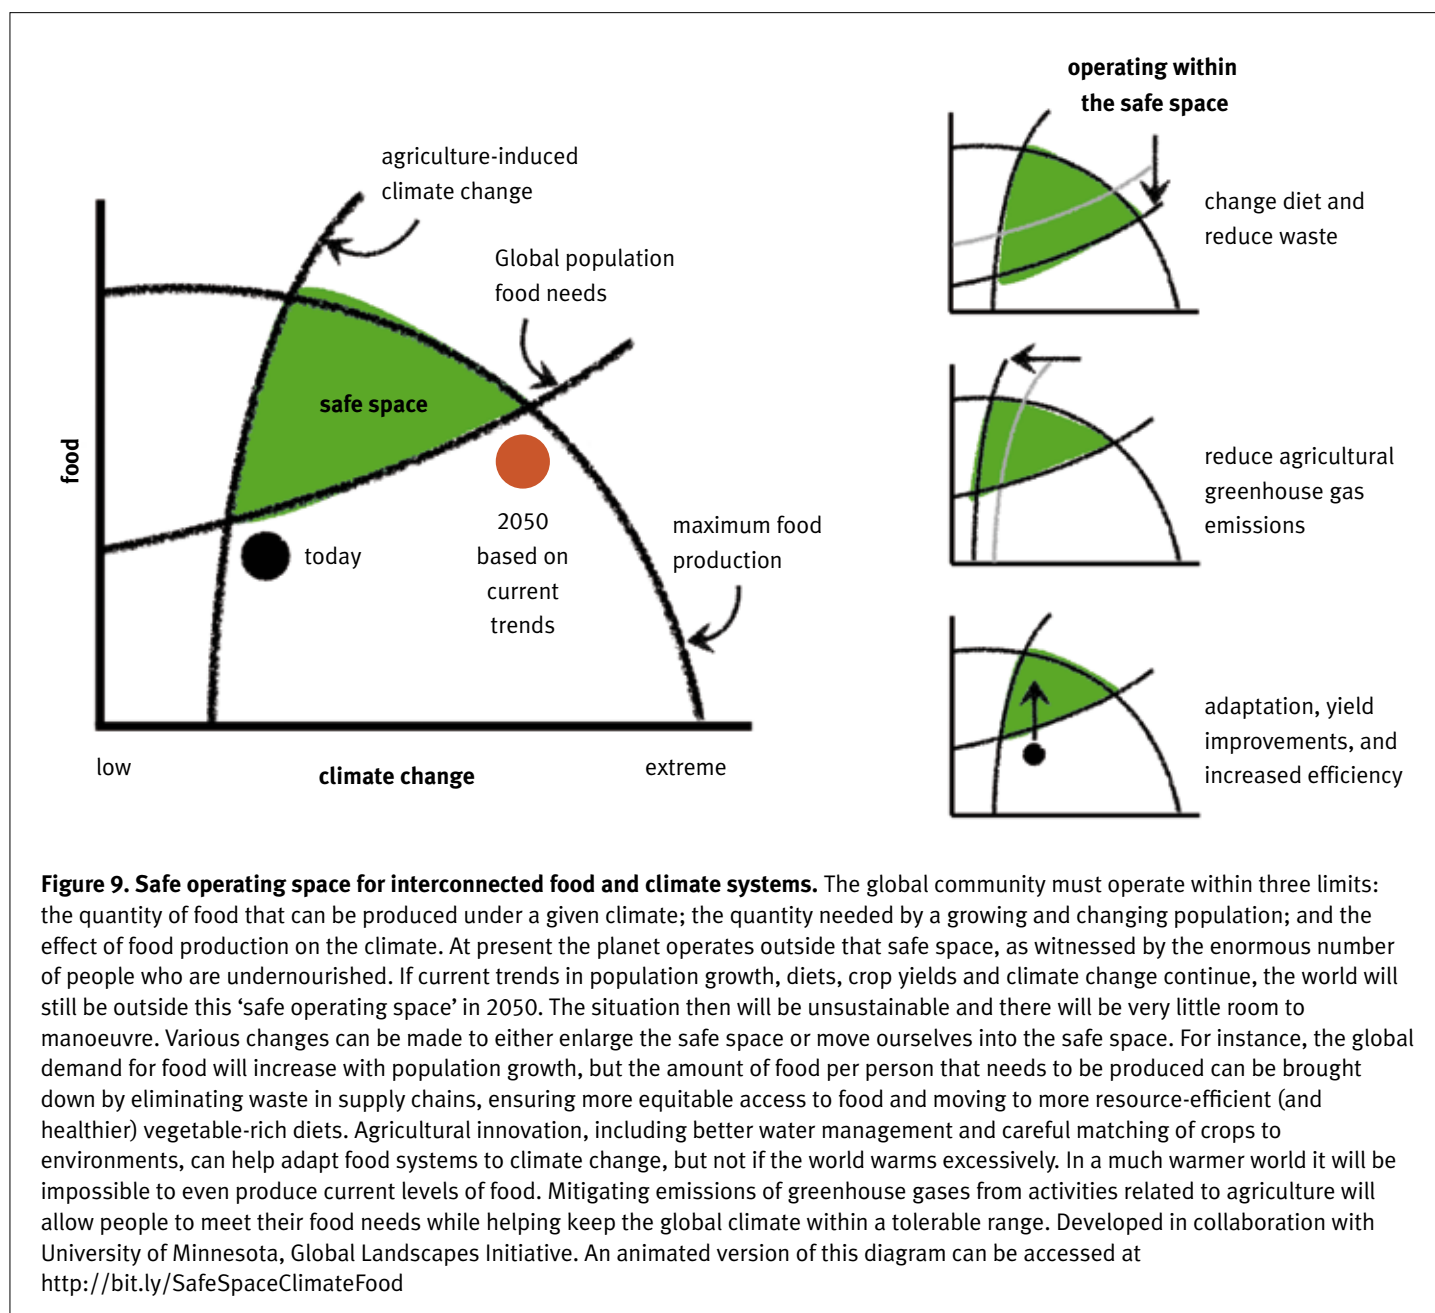 agriculture-induced
climate change
Global population
food needs
safe space
food
today
2050
based on
current
trends
maximum food
production
low
climate change
extreme
operating within
the safe space
change diet and
reduce waste
reduce agricultural
greenhouse gas
emissions
adaptation, yield
improvements, and
increased efficiency
Figure 9. Safe operating space for interconnected food and climate systems. The global community must operate within three limits:
the quantity of food that can be produced under a given climate; the quantity needed by a growing and changing population; and the
effect of food production on the climate. At present the planet operates outside that safe space, as witnessed by the enormous number
of people who are undernourished. If current trends in population growth, diets, crop yields and climate change continue, the world will
still be outside this ‘safe operating space’ in 2050. The situation then will be unsustainable and there will be very little room to
manoeuvre. Various changes can be made to either enlarge the safe space or move ourselves into the safe space. For instance, the global
demand for food will increase with population growth, but the amount of food per person that needs to be produced can be brought
down by eliminating waste in supply chains, ensuring more equitable access to food and moving to more resource-efficient (and
healthier) vegetable-rich diets. Agricultural innovation, including better water management and careful matching of crops to
environments, can help adapt food systems to climate change, but not if the world warms excessively. In a much warmer world it will be
impossible to even produce current levels of food. Mitigating emissions of greenhouse gases from activities related to agriculture will
allow people to meet their food needs while helping keep the global climate within a tolerable range. Developed in collaboration with
University of Minnesota, Global Landscapes Initiative. An animated version of this diagram can be accessed at
http://bit.ly/SafeSpaceClimateFood